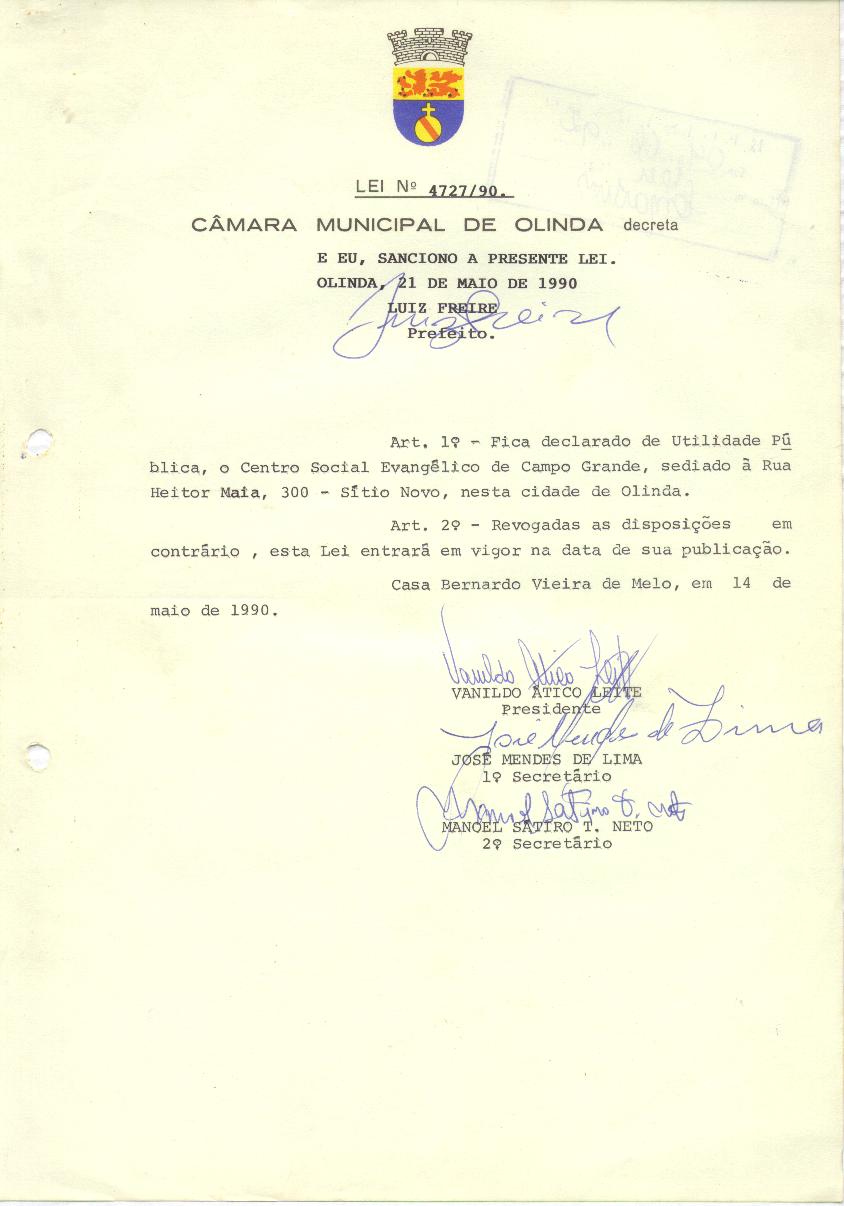 LEI Nº 4727/90.
CÂMARA MUNICIPAL DE OLINDA decreta
E EU, SANCIONO A PRESENTE LEI.
OLINDA, 21 DE MAIO DE 1990
LUIZ FREIRE
Luiz Freire
Prefeito.
Art. 1º - Fica declarado de Utilidade Pú
blica, o Centro Social Evangélico de Campo Grande, sediado à Rua
Heitor Maia, 300 - Sítio Novo, nesta cidade de Olinda.
Art. 2º - Revogadas as disposições em
contrário , esta Lei entrará em vigor na data de sua publicação.
Casa Bernardo Vieira de Melo, em 14 de
maio de 1990.
Vanildo Ático Leite
VANILDO ÁTICO LEITE
Presidente
José Mendes de Lima
JOSÉ MENDES DE LIMA
1º Secretário
Manoel Sátiro T. Neto
MANOEL SÁTIRO T. NETO
2º Secretário